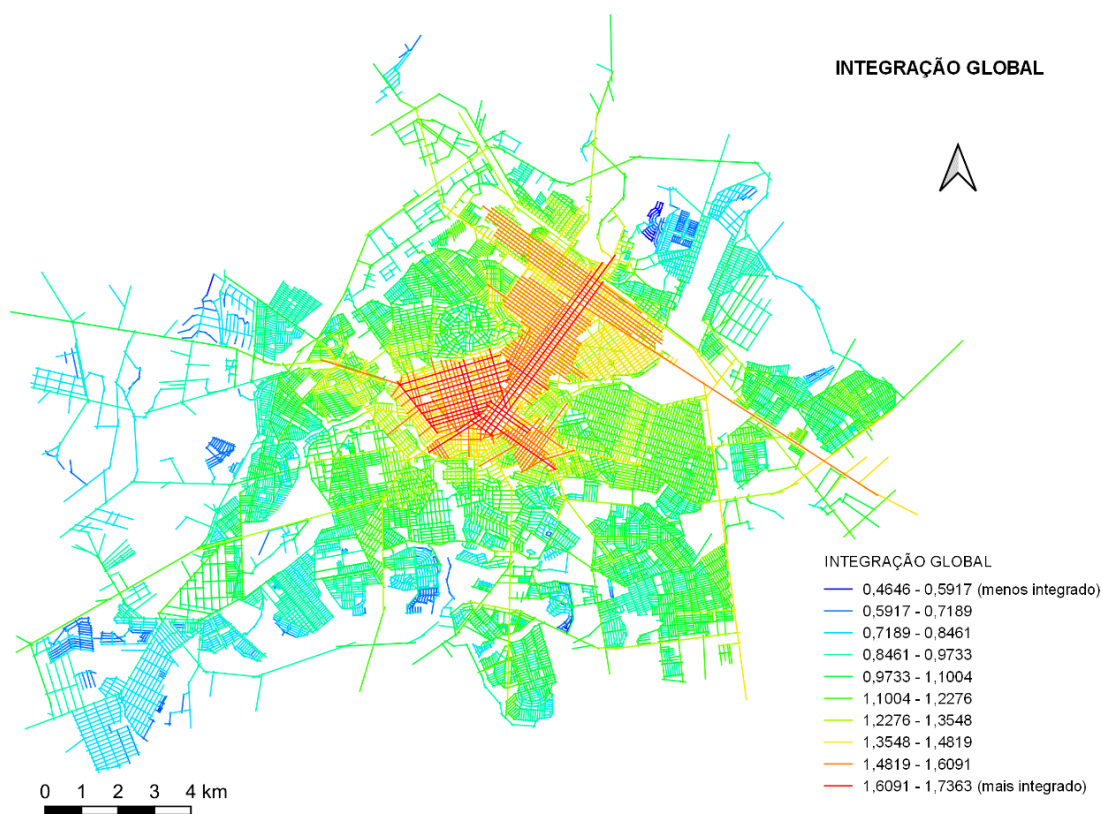 INTEGRAÇÃO GLOBAL
INTEGRAÇÃO GLOBAL
0,4646 - 0,5917 (menos integrado)
0,5917 - 0,7189
0,7189 - 0,8461
0,8461 - 0,9733
0,9733 - 1,1004
1,1004 - 1,2276
1,2276 - 1,3548
1,3548 - 1,4819
1,4819 - 1,6091
1,6091 - 1,7363 (mais integrado)
0 1 2 3 4 km